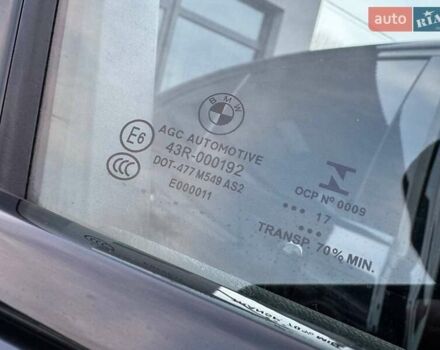 AUTO RIA
BMW
E6
AGC AUTOMOTIVE
43R-000192
CCC
DOT-477 M549 AS2
E000011
OCP Nº 0009
17
TRANSP. 70% MIN.